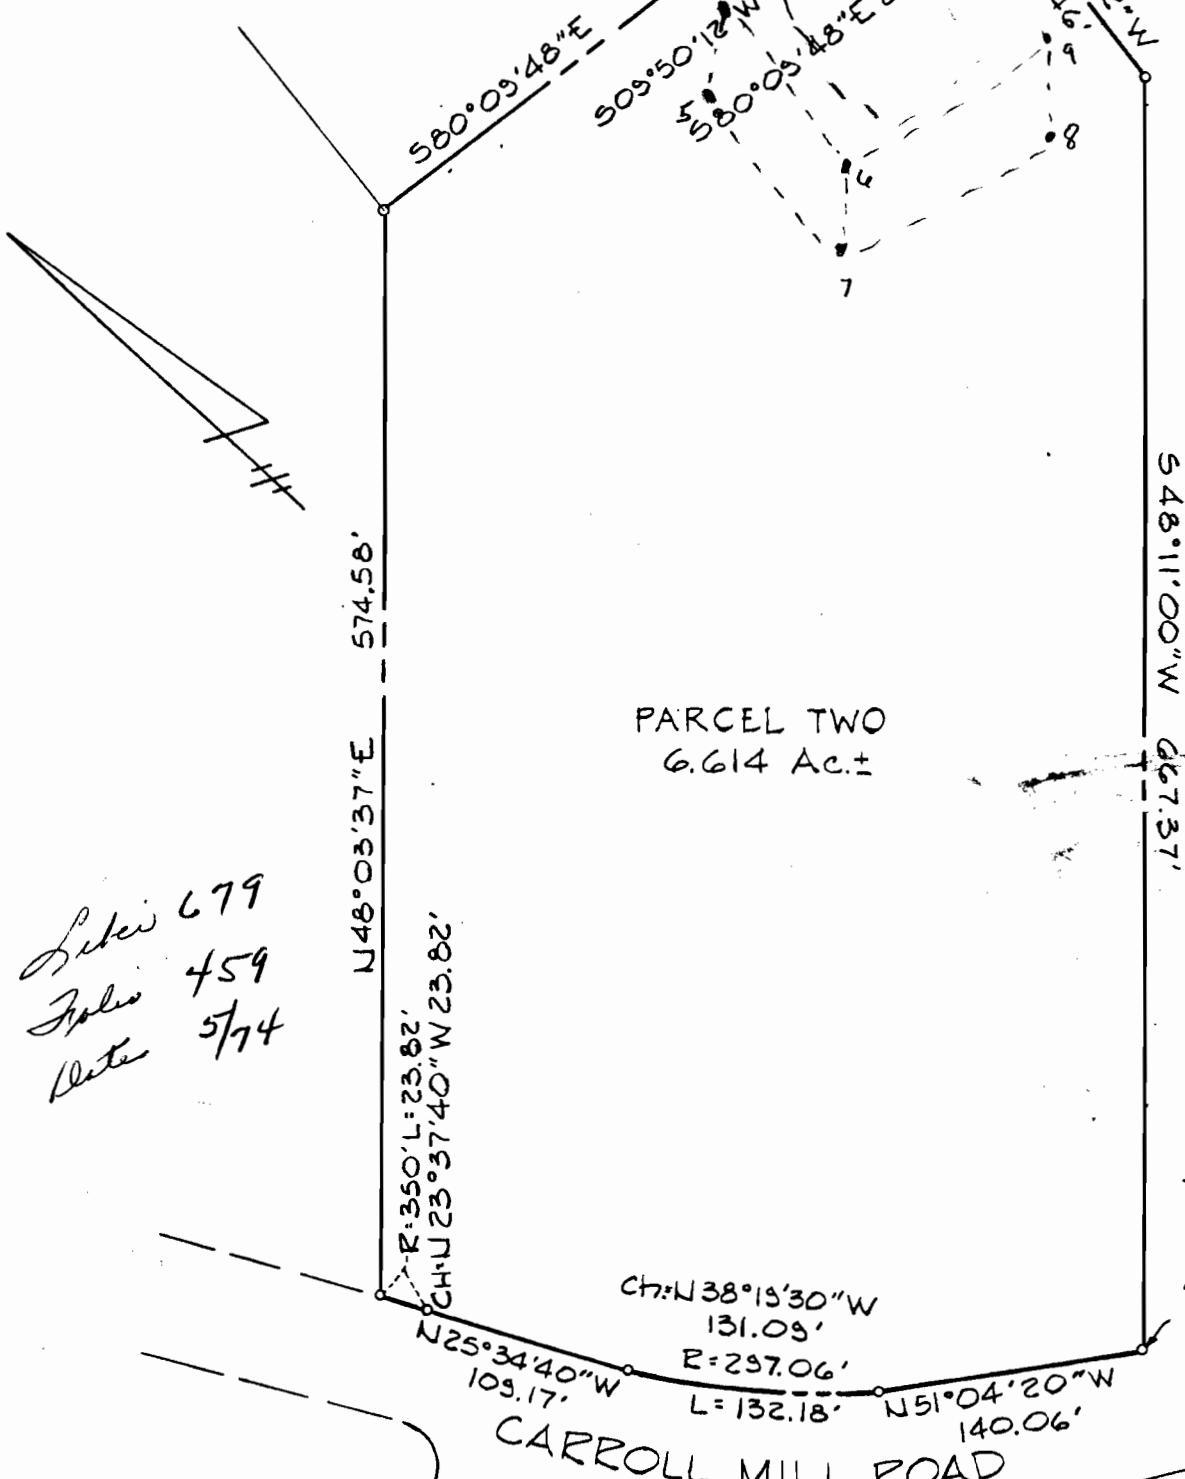 S80°09'48"E
S09°50'12"W
S80°09'48"E
46.
"W
5
9
8
6
7
574.58'
N48°03'37"E
S48°11'00"W 667.37'
PARCEL TWO
6.614 Ac.±
Liber 679
Folio 459
Date 5/74
R=350' L=23.82'
CH=N23°37'40"W 23.82'
Ch:N38°19'30"W
131.09'
R=297.06'
L=132.18'
N25°34'40"W
109.17'
N51°04'20"W
140.06'
CARROLL MILL ROAD